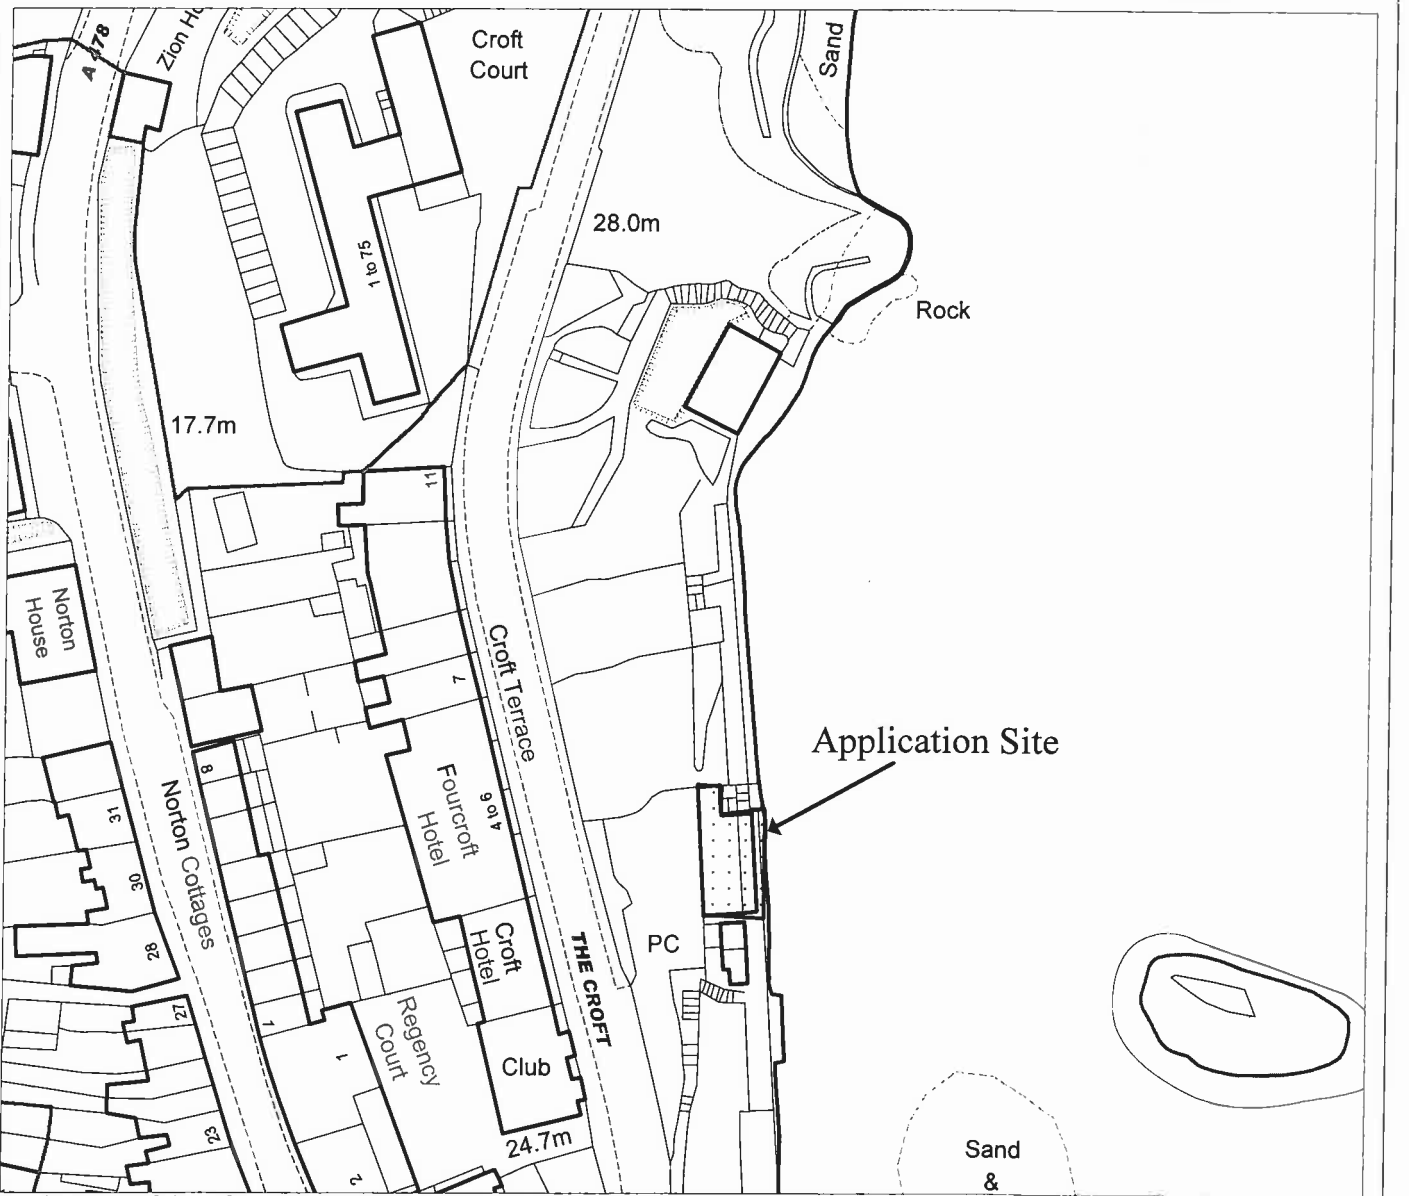 A 478
Zion Ho
Croft
Court
Sand
28.0m
1 to 75
Rock
17.7m
11
Norton
House
Croft Terrace
7
Application Site
8
Fourcroft
Hotel
4 to 6
31
Norton Cottages
30
28
Croft
Hotel
THE CROFT
PC
27
1
1
Regency
Court
Club
23
24.7m
2
Sand
&